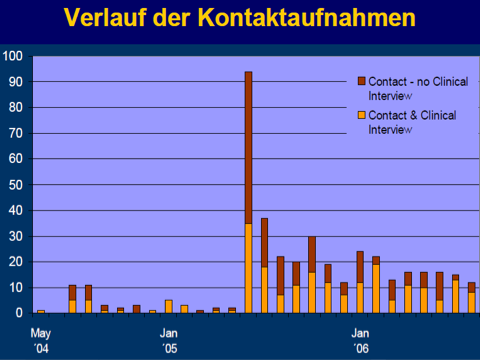 Verlauf der Kontaktaufnahmen
100
90
80
70
60
50
40
30
20
10
0
Contact - no Clinical
Interview
Contact & Clinical
Interview
May
´04
Jan
´05
Jan
´06